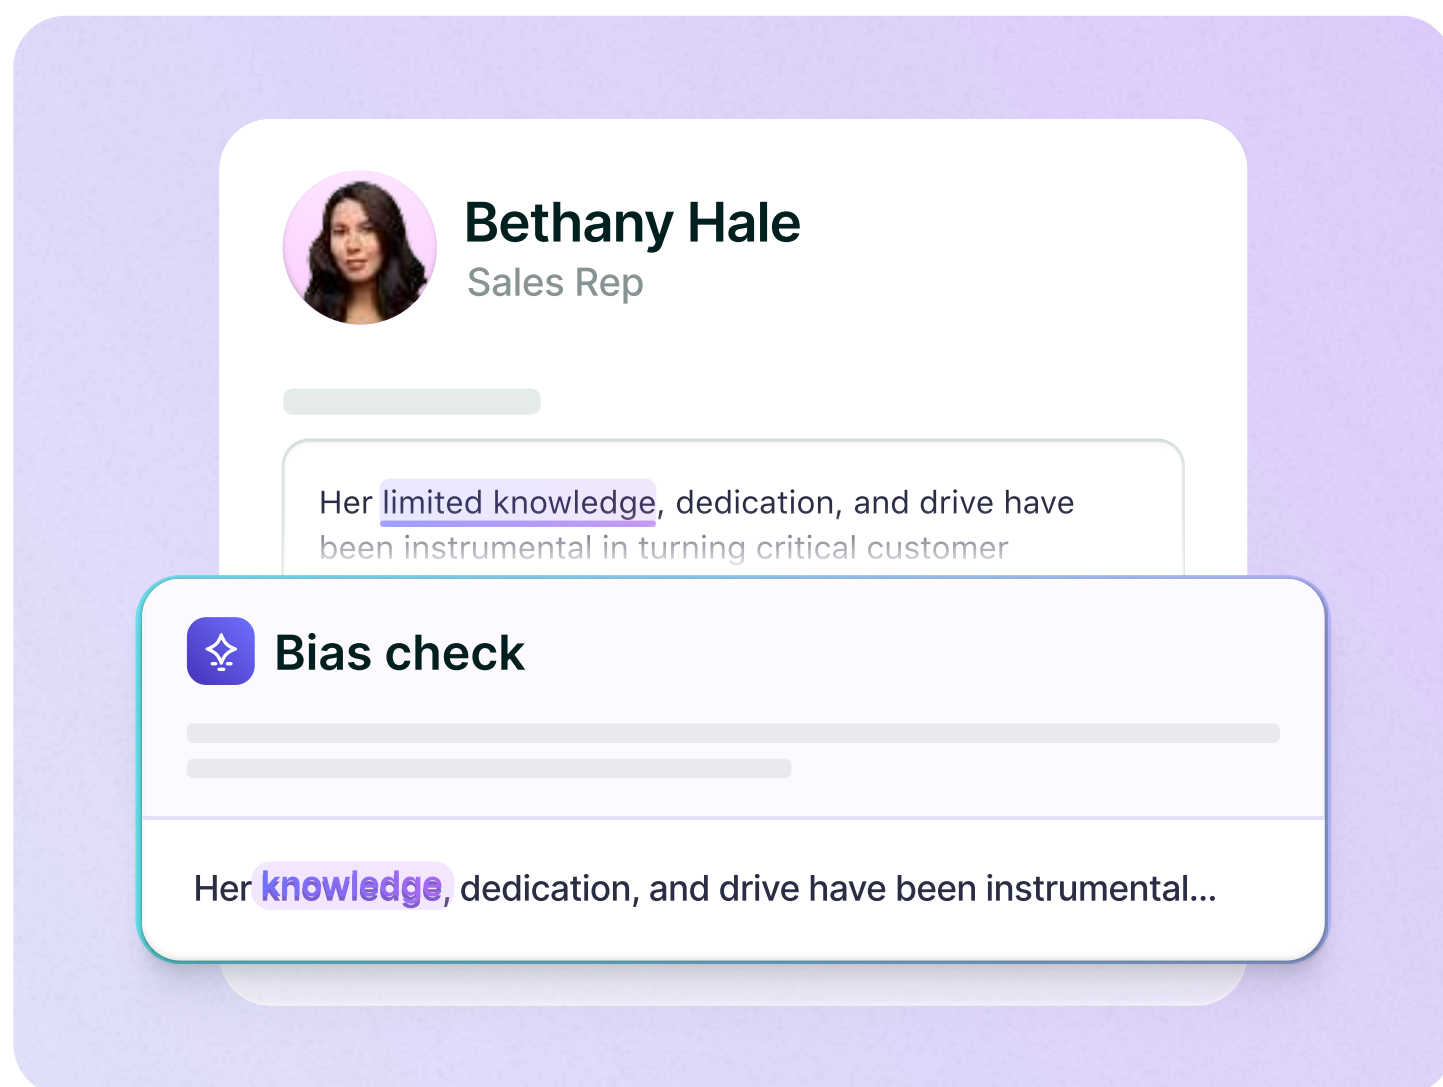 Bethany Hale
Sales Rep
Her limited knowledge, dedication, and drive have
been instrumental in turning critical customer
Bias check
Her knowledge, dedication, and drive have been instrumental...